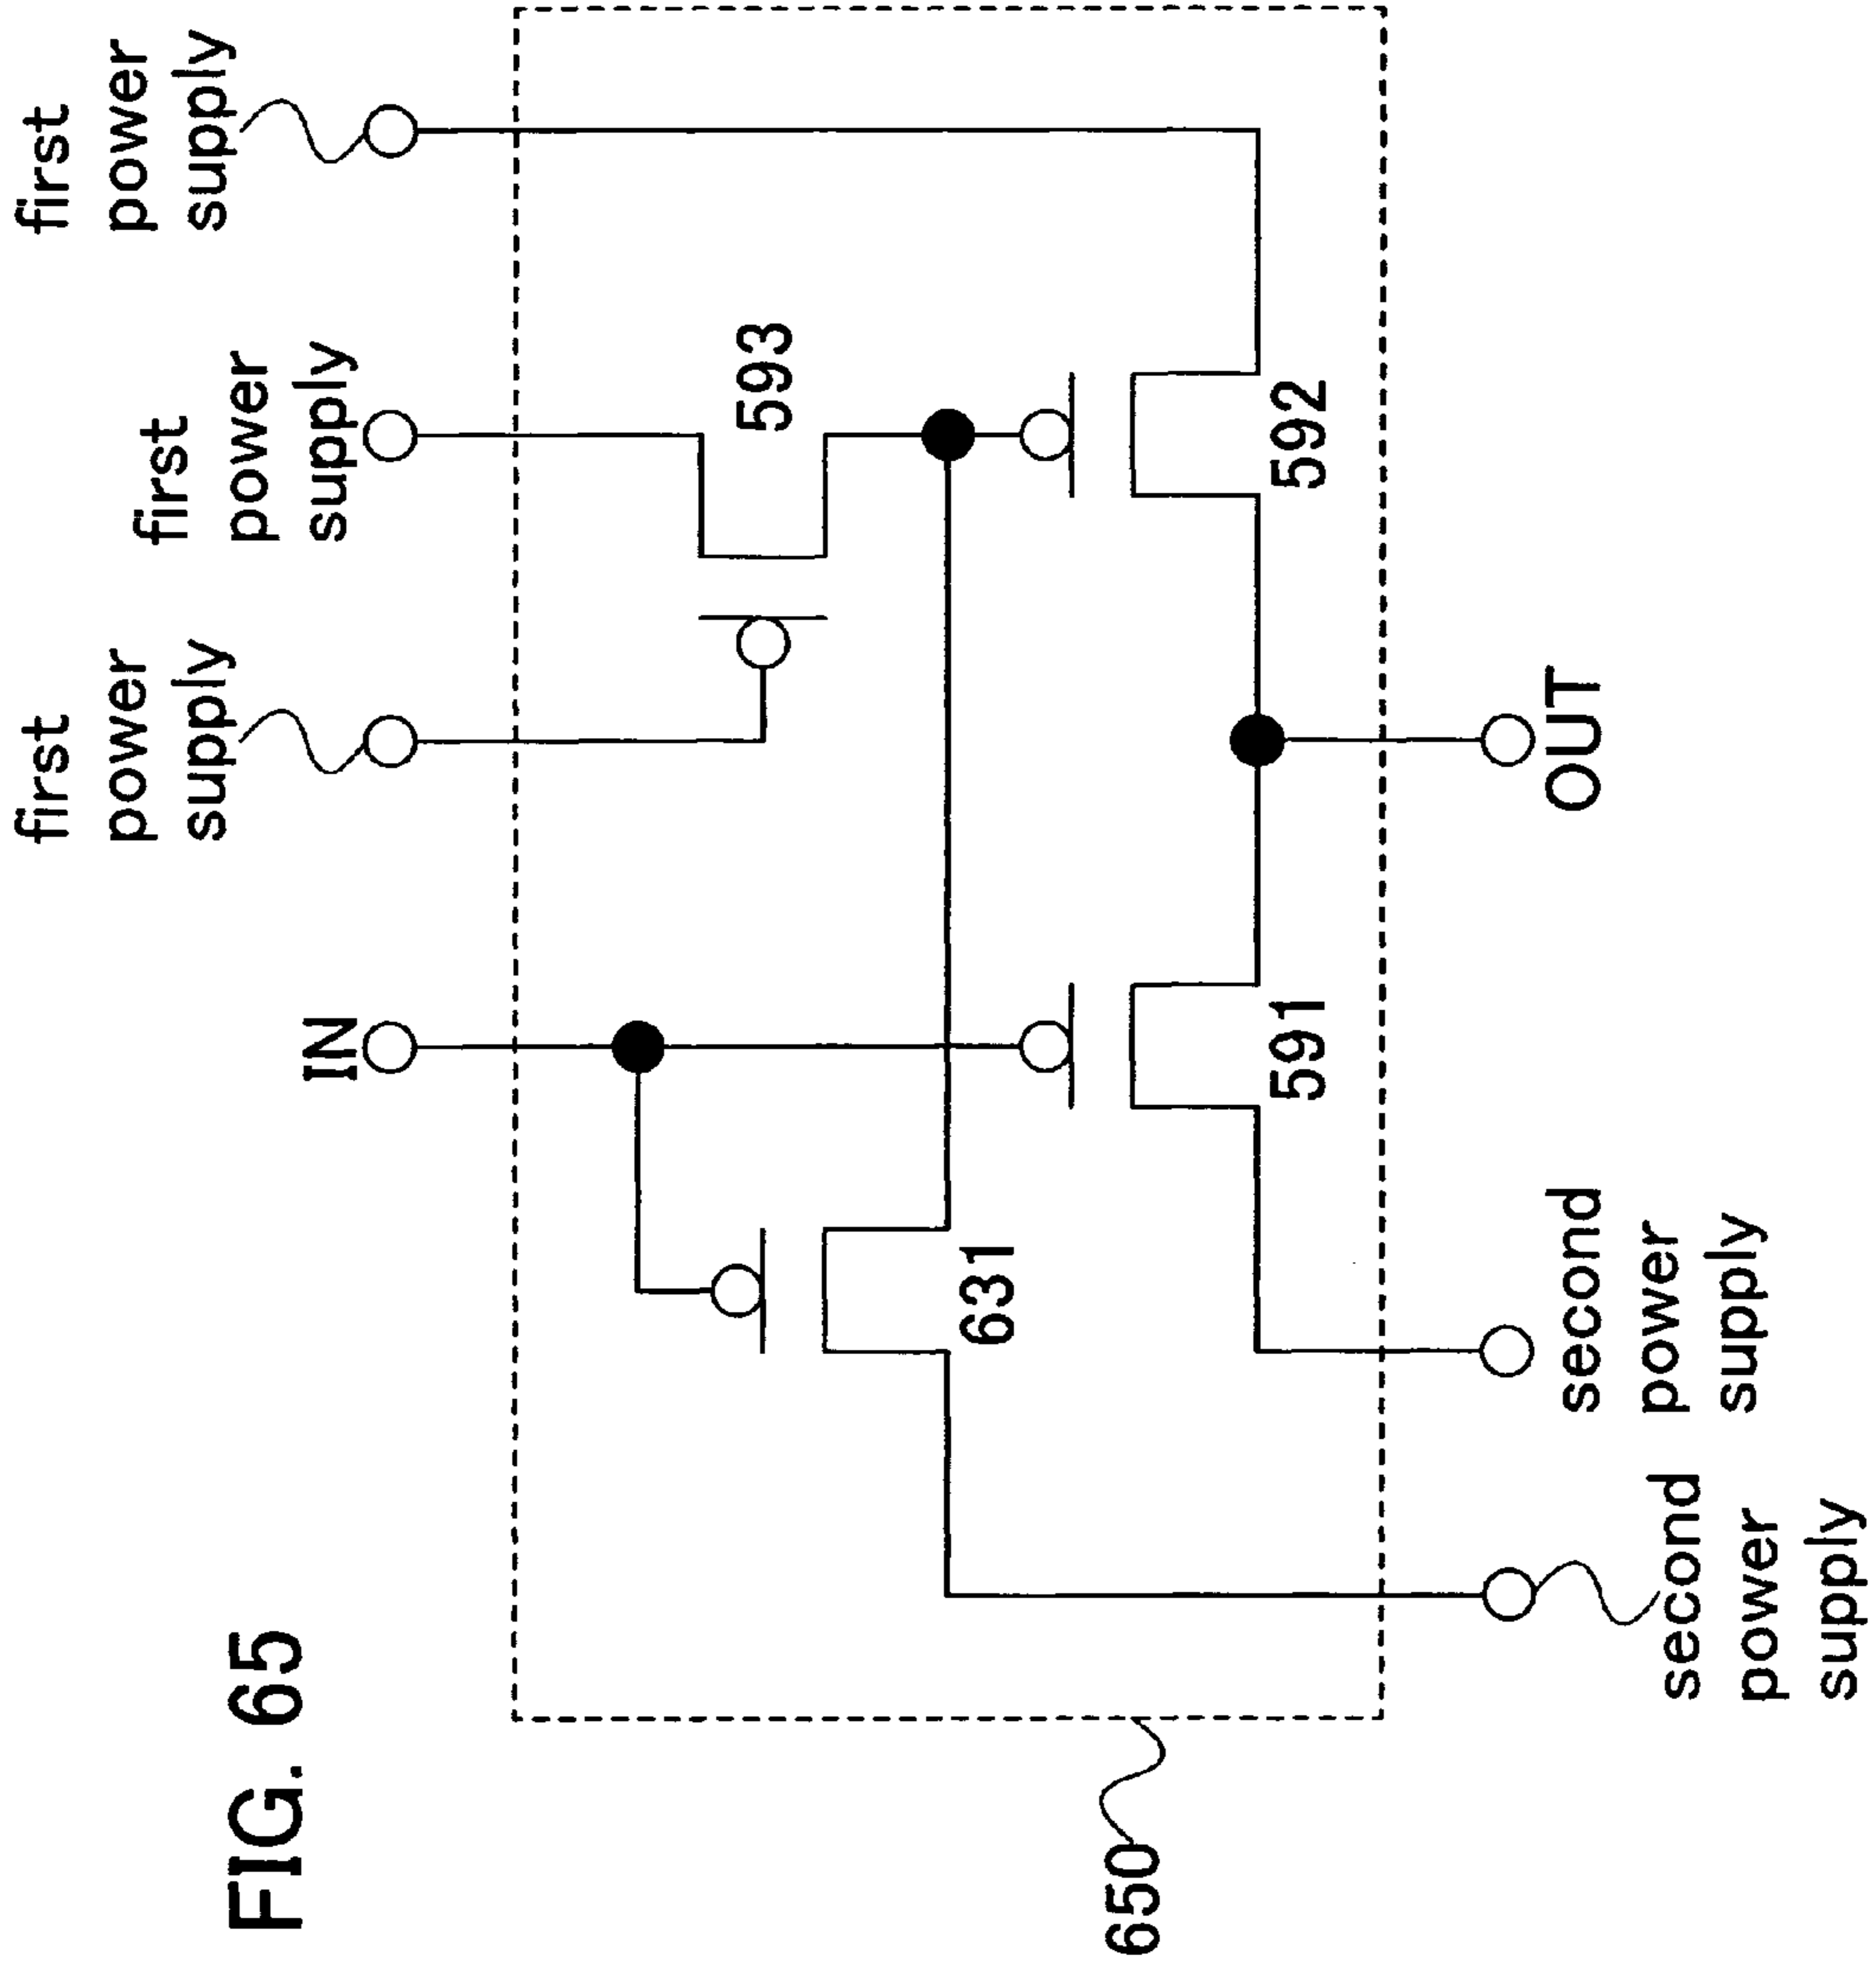 FIG. 65
IN
first
power
supply
first
power
supply
first
power
supply
593
631
591
592
650
second
power
supply
second
power
supply
OUT